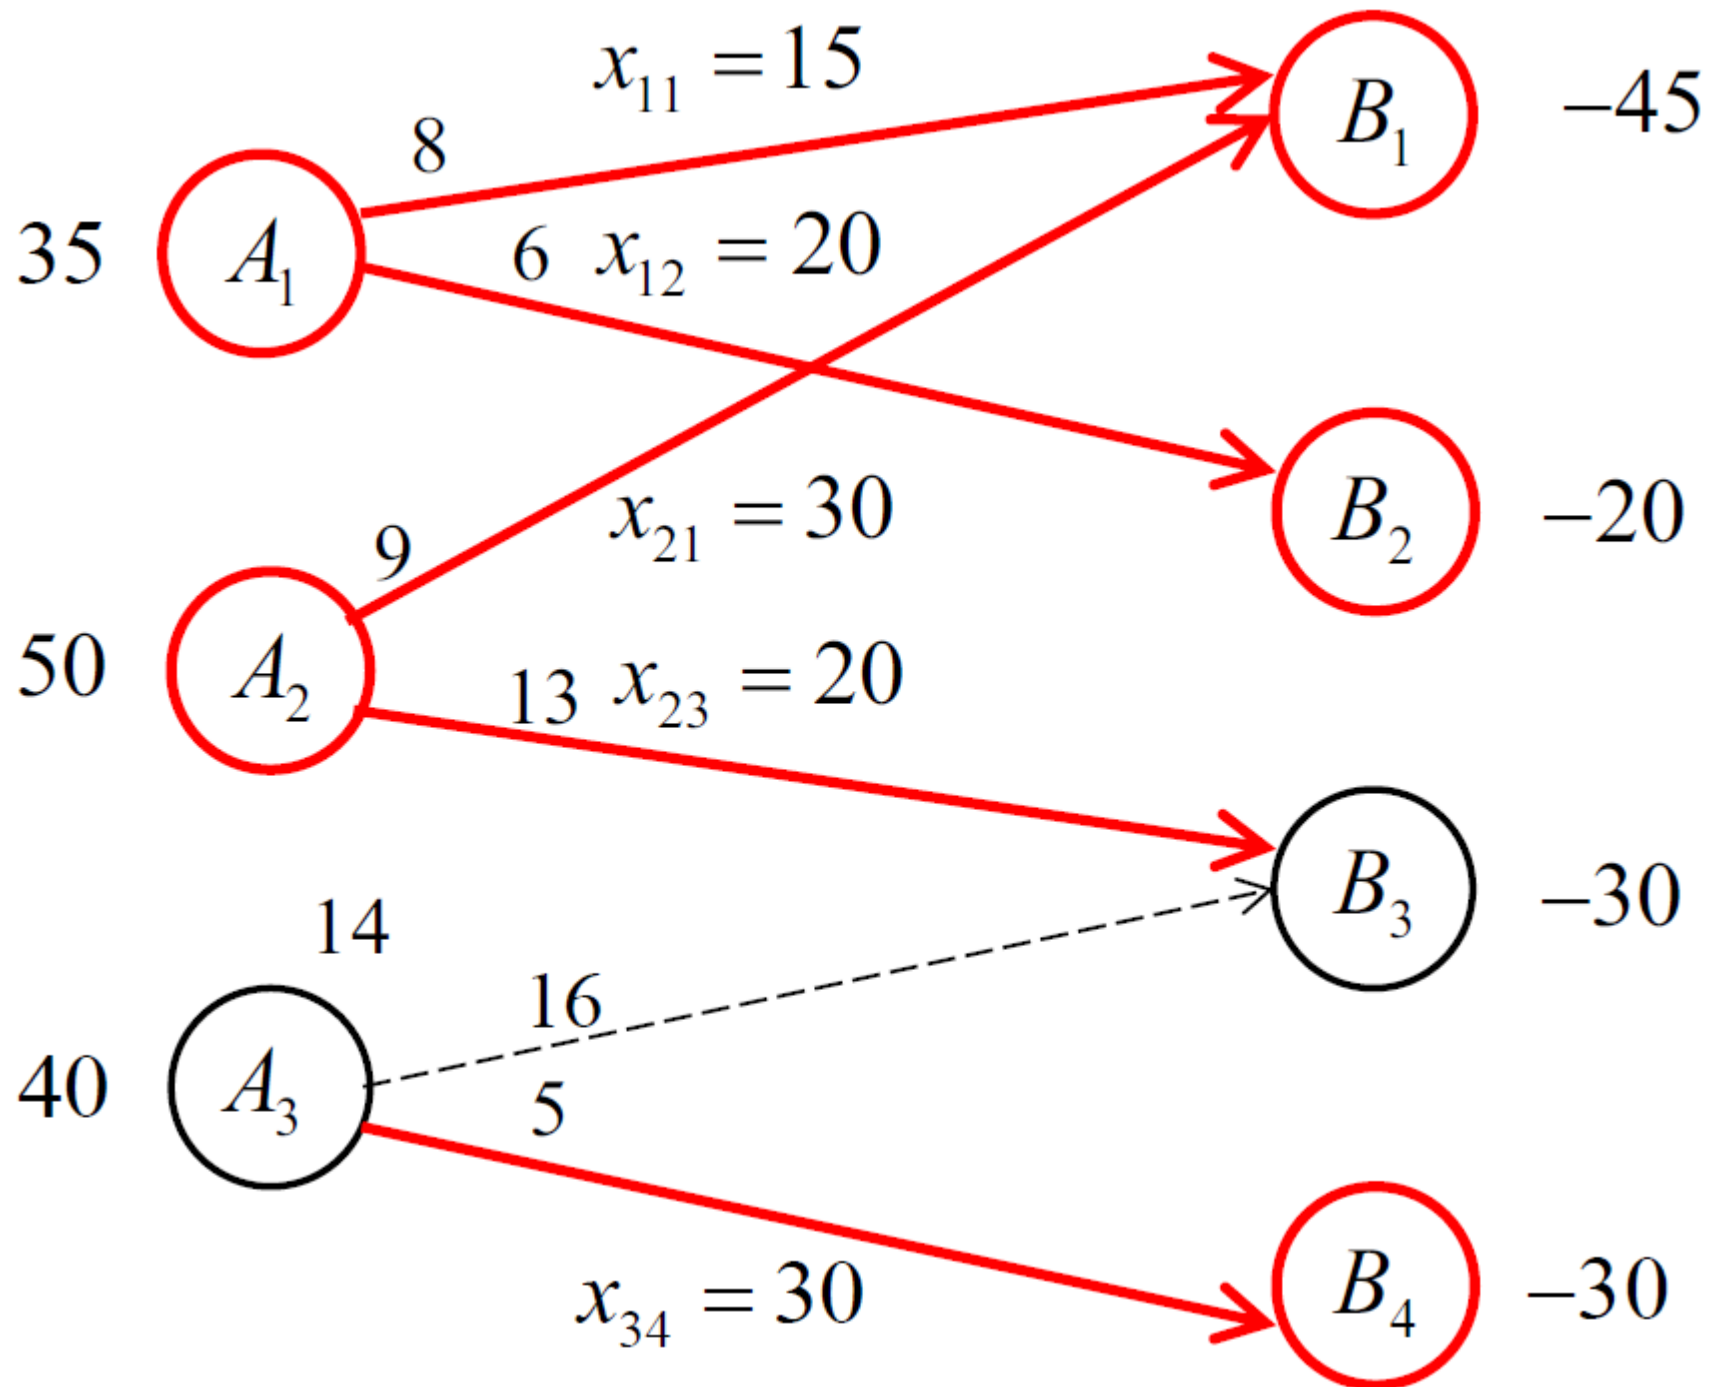 x₁₁ = 15
8
B₁ −45
35 A₁
6 x₁₂ = 20
B₂ −20
x₂₁ = 30
9
50 A₂
13 x₂₃ = 20
B₃ −30
14
16
40 A₃
5
B₄ −30
x₃₄ = 30